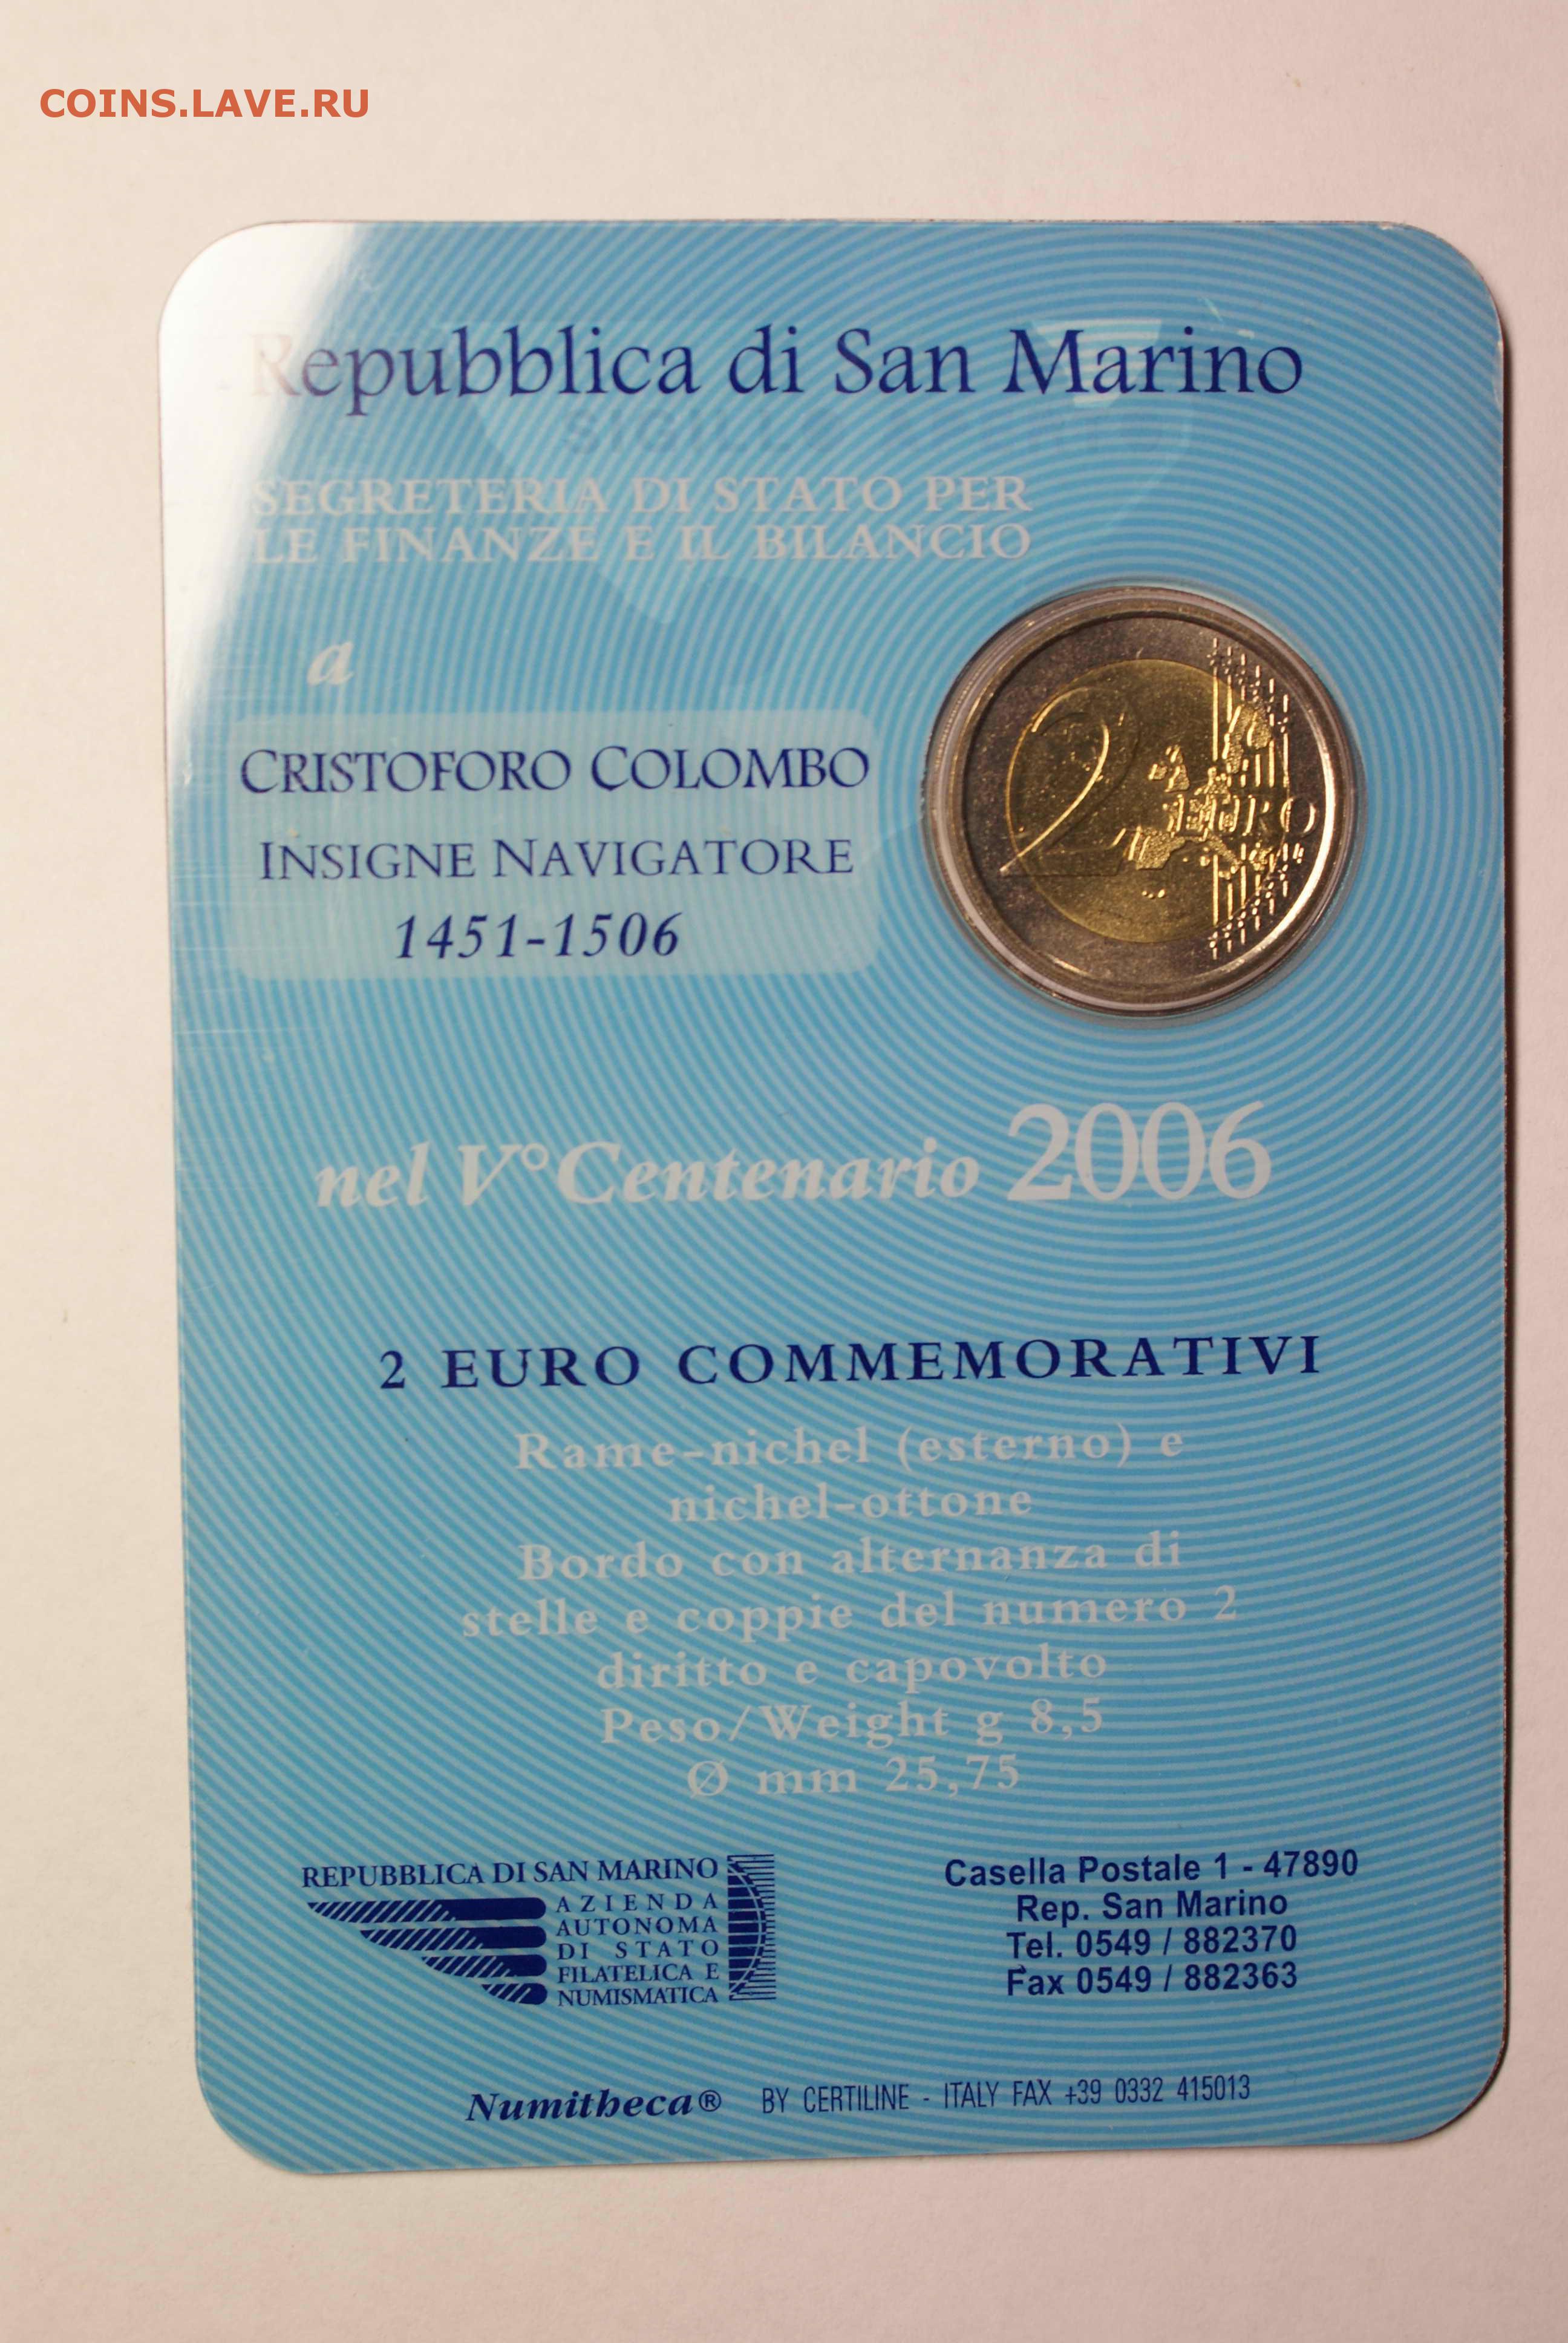 COINS.LAVE.RU
Repubblica di San Marino
SEGRETERIA DI STATO PER
LE FINANZE E IL BILANCIO
a
CRISTOFORO COLOMBO
INSIGNE NAVIGATORE
1451-1506
2 EURO
nel V° Centenario 2006
2 EURO COMMEMORATIVI
Rame-nichel (esterno) e
nichel-ottone
Bordo con alternanza di
stelle e coppie del numero 2
diritto e capovolto
Peso/Weight g 8,5
Ø mm 25,75
REPUBBLICA DI SAN MARINO
AZIENDA
AUTONOMA
DI STATO
FILATELICA E
NUMISMATICA
Casella Postale 1 - 47890
Rep. San Marino
Tel. 0549 / 882370
Fax 0549 / 882363
Numitheca® BY CERTILINE - ITALY FAX +39 0332 415013